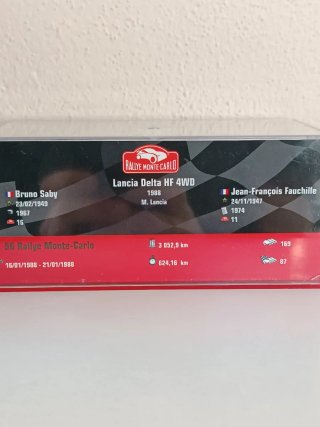 RALLYE MONTE-CARLO
Lancia Delta HF 4WD
1988
M. Lancia
Bruno Saby
23/02/1949
1967
16
Jean-François Fauchille
24/11/1947
1974
11
56 Rallye Monte-Carlo
16/01/1988 - 21/01/1988
3 052,9 km
624,16 km
169
87